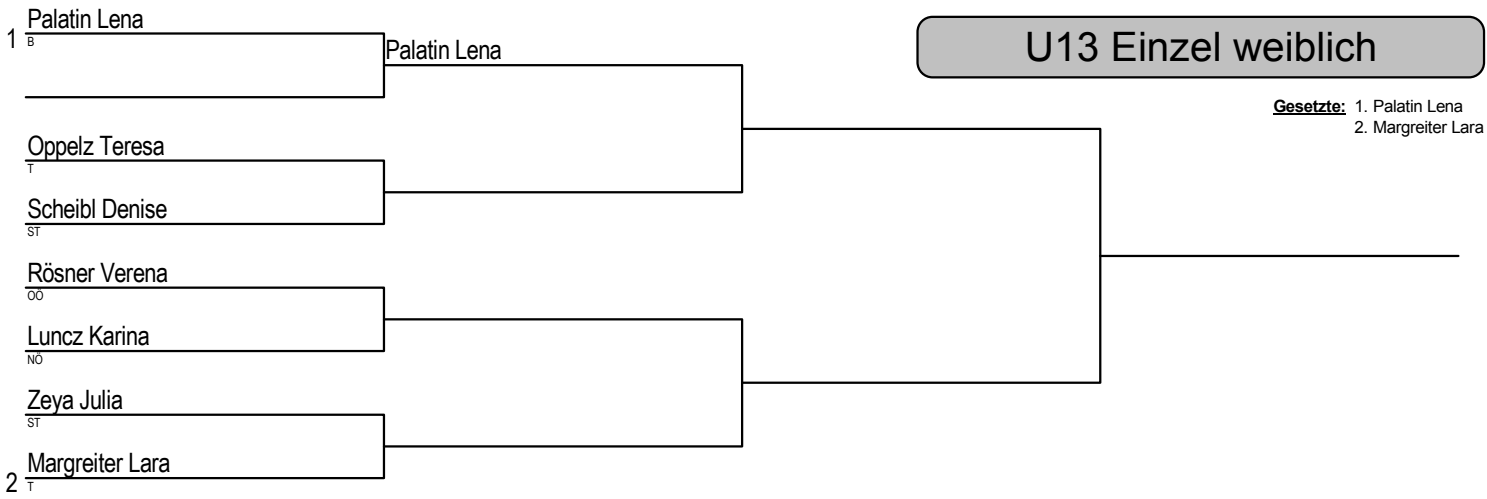 U13 Einzel weiblich
Gesetzte: 1. Palatin Lena
2. Margreiter Lara
1 Palatin Lena
B
Palatin Lena
Oppelz Teresa
T
Scheibl Denise
ST
Rösner Verena
OÖ
Luncz Karina
NÖ
Zeya Julia
ST
2 Margreiter Lara
T